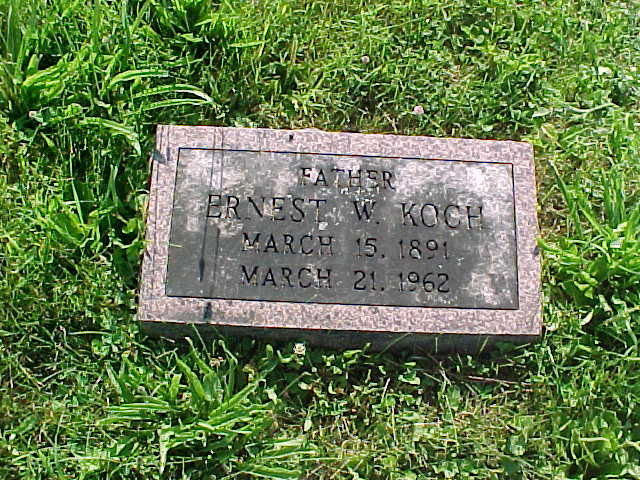 FATHER
ERNEST W. KOCH
MARCH 15, 1891
MARCH 21, 1962